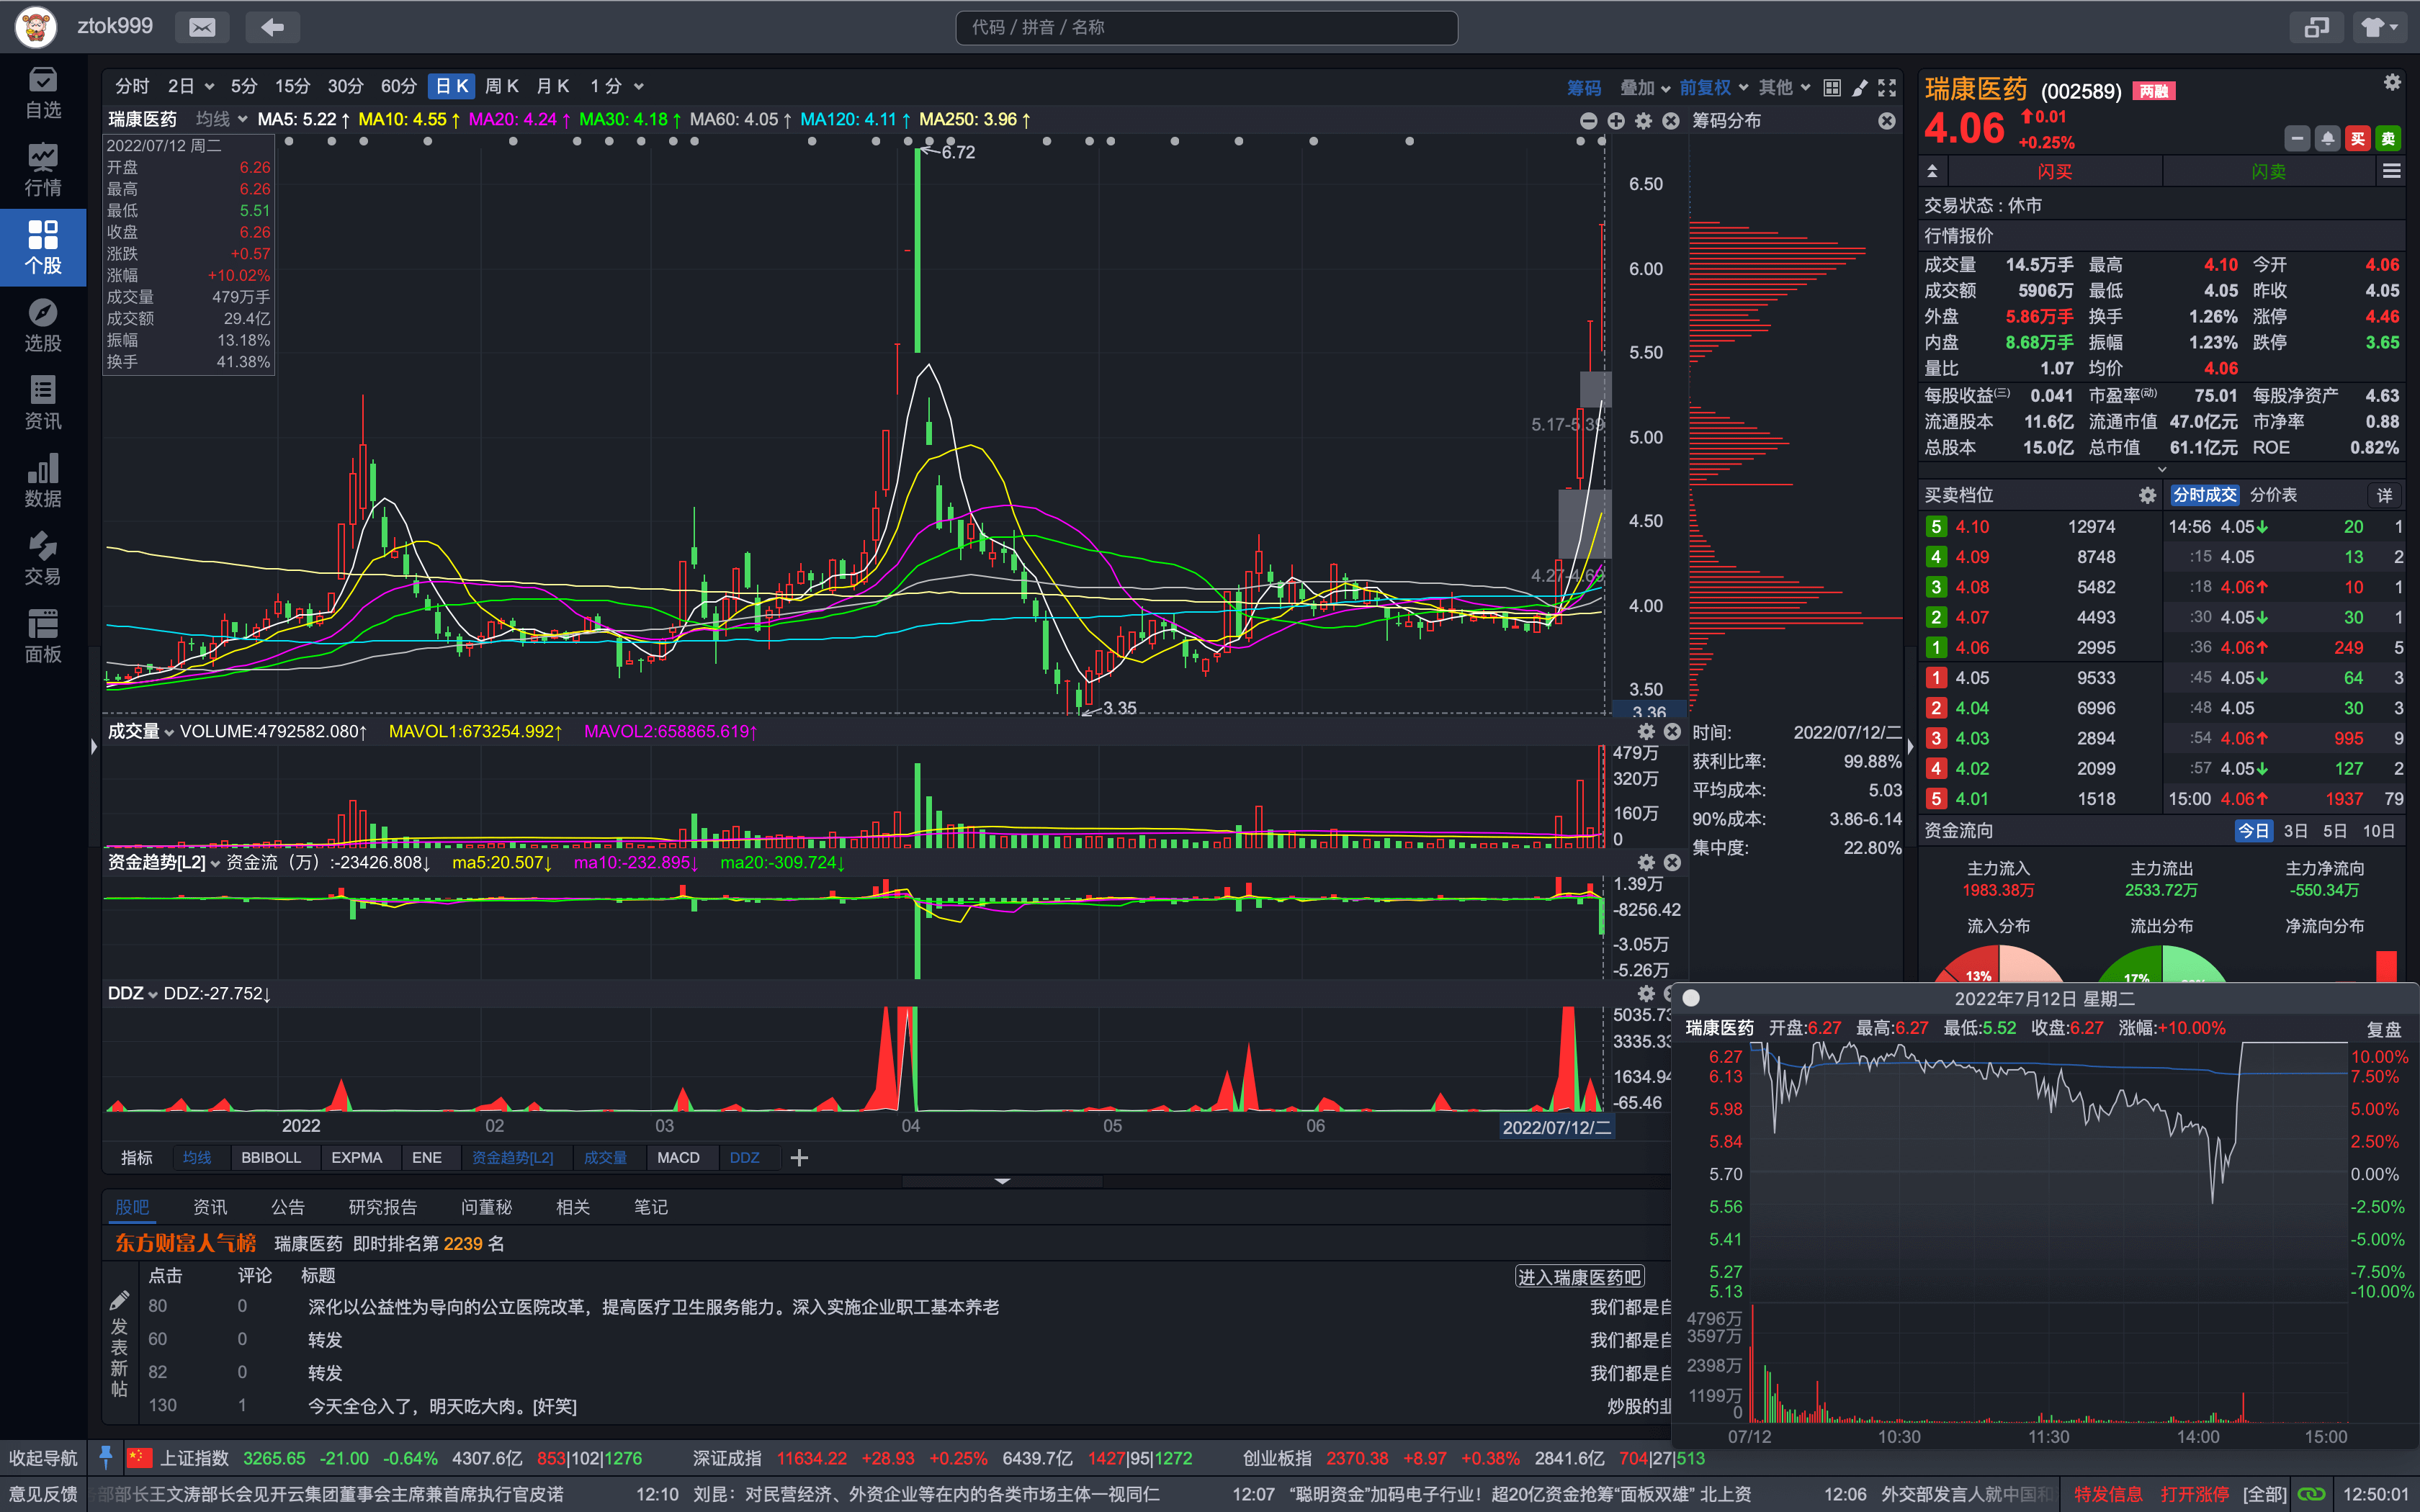 ztok999
代码 / 拼音 / 名称
自选
行情
个股
选股
资讯
数据
交易
面板
分时 2日 5分 15分 30分 60分 日K 周K 月K 1分
筹码 叠加 前复权 其他
瑞康医药 均线 MA5: 5.22↑ MA10: 4.55↑ MA20: 4.24↑ MA30: 4.18↑ MA60: 4.05↑ MA120: 4.11↑ MA250: 3.96↑
筹码分布
2022/07/12 周二
开盘 6.26
最高 6.26
最低 5.51
收盘 6.26
涨跌 +0.57
涨幅 +10.02%
成交量 479万手
成交额 29.4亿
振幅 13.18%
换手 41.38%
6.72
3.35
5.17-5.39
4.27-4.69
6.50
6.00
5.50
5.00
4.50
4.00
3.50
3.36
成交量 VOLUME:4792582.080↑ MAVOL1:673254.992↑ MAVOL2:658865.619↑
479万
320万
160万
0
时间: 2022/07/12/二
获利比率: 99.88%
平均成本: 5.03
90%成本: 3.86-6.14
集中度: 22.80%
资金趋势[L2] 资金流（万）:-23426.808↓ ma5:20.507↓ ma10:-232.895↓ ma20:-309.724↓
1.39万
-8256.42
-3.05万
-5.26万
DDZ DDZ:-27.752↓
5035.73
3335.33
1634.94
-65.46
2022 02 03 04 05 06 2022/07/12/二
指标 均线 BBIBOLL EXPMA ENE 资金趋势[L2] 成交量 MACD DDZ
股吧 资讯 公告 研究报告 问董秘 相关 笔记
东方财富人气榜 瑞康医药 即时排名第 2239 名
点击 评论 标题
进入瑞康医药吧
发表新帖
80 0 深化以公益性为导向的公立医院改革，提高医疗卫生服务能力。深入实施企业职工基本养老 我们都是自
60 0 转发 我们都是自
82 0 转发 我们都是自
130 1 今天全仓入了，明天吃大肉。[奸笑] 炒股的韭
瑞康医药 (002589) 两融
4.06 0.01
+0.25%
买 卖
闪买 闪卖
交易状态 : 休市
行情报价
成交量 14.5万手 最高 4.10 今开 4.06
成交额 5906万 最低 4.05 昨收 4.05
外盘 5.86万手 换手 1.26% 涨停 4.46
内盘 8.68万手 振幅 1.23% 跌停 3.65
量比 1.07 均价 4.06
每股收益(三) 0.041 市盈率(动) 75.01 每股净资产 4.63
流通股本 11.6亿 流通市值 47.0亿元 市净率 0.88
总股本 15.0亿 总市值 61.1亿元 ROE 0.82%
买卖档位 分时成交 分价表 详
5 4.10 12974 14:56 4.05↓ 20 1
4 4.09 8748 :15 4.05 13 2
3 4.08 5482 :18 4.06↑ 10 1
2 4.07 4493 :30 4.05↓ 30 1
1 4.06 2995 :36 4.06↑ 249 5
1 4.05 9533 :45 4.05↓ 64 3
2 4.04 6996 :48 4.05 30 3
3 4.03 2894 :54 4.06↑ 995 9
4 4.02 2099 :57 4.05↓ 127 2
5 4.01 1518 15:00 4.06↑ 1937 79
资金流向 今日 3日 5日 10日
主力流入 主力流出 主力净流向
1983.38万 2533.72万 -550.34万
流入分布 流出分布 净流向分布
13% 17%
2022年7月12日 星期二
瑞康医药 开盘:6.27 最高:6.27 最低:5.52 收盘:6.27 涨幅:+10.00% 复盘
6.27 10.00%
6.13 7.50%
5.98 5.00%
5.84 2.50%
5.70 0.00%
5.56 -2.50%
5.41 -5.00%
5.27 -7.50%
5.13 -10.00%
4796万
3597万
2398万
1199万
0
07/12 10:30 11:30 14:00 15:00
收起导航 上证指数 3265.65 -21.00 -0.64% 4307.6亿 853|102|1276 深证成指 11634.22 +28.93 +0.25% 6439.7亿 1427|95|1272 创业板指 2370.38 +8.97 +0.38% 2841.6亿 704|27|513
意见反馈 部部长王文涛部长会见开云集团董事会主席兼首席执行官皮诺 12:10 刘昆：对民营经济、外资企业等在内的各类市场主体一视同仁 12:07 “聪明资金”加码电子行业！超20亿资金抢筹“面板双雄” 北上资 12:06 外交部发言人就中国和 特发信息 打开涨停 [全部] 12:50:01